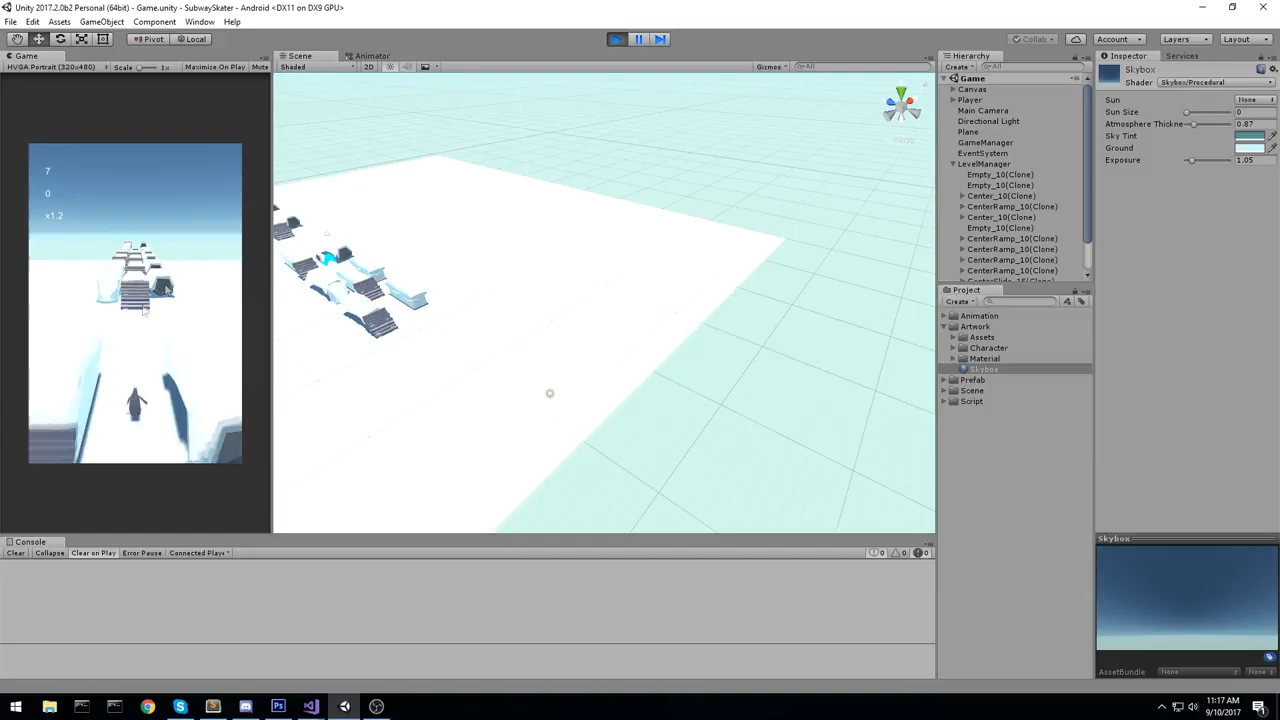 Unity 2017.2.0b2 Personal (64bit) - Game.unity - SubwaySkater - Android <DX11 on DX9 GPU>
File Edit Assets GameObject Component Window Help
Pivot Local Collab Account Layers Layout
Game Scene Animator Hierarchy Inspector Services
HVGA Portrait (320x480) Scale 1x Maximize On Play Mute Shaded 2D Gizmos All Create All
Skybox
Shader Skybox/Procedural
Game
Canvas
Player
Main Camera
Directional Light
Plane
GameManager
EventSystem
LevelManager
Empty_10(Clone)
Empty_10(Clone)
Center_10(Clone)
CenterRamp_10(Clone)
Center_10(Clone)
Empty_10(Clone)
CenterRamp_10(Clone)
CenterRamp_10(Clone)
CenterRamp_10(Clone)
CenterRamp_10(Clone)
CenterSlide_10(Clone)
Sun None
Sun Size 0
Atmosphere Thickne 0.87
Sky Tint
Ground
Exposure 1.05
7
0
x1.2
Persp
Project
Create
Animation
Artwork
Assets
Character
Material
Skybox
Prefab
Scene
Script
Console
Clear Collapse Clear on Play Error Pause Connected Play 0 0 0
Skybox
AssetBundle None None
11:17 AM
9/10/2017
1